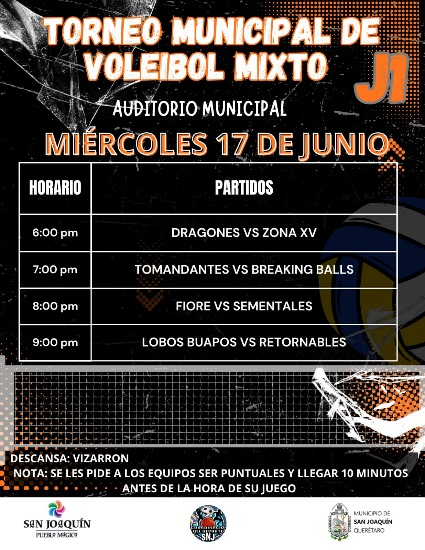 TORNEO MUNICIPAL DE
VOLEIBOL MIXTO
J1
AUDITORIO MUNICIPAL
MIÉRCOLES 17 DE JUNIO
HORARIO PARTIDOS
6:00 pm DRAGONES VS ZONA XV
7:00 pm TOMANDANTES VS BREAKING BALLS
8:00 pm FIORE VS SEMENTALES
9:00 pm LOBOS BUAPOS VS RETORNABLES
DESCANSA: VIZARRON
NOTA: SE LES PIDE A LOS EQUIPOS SER PUNTUALES Y LLEGAR 10 MINUTOS
ANTES DE LA HORA DE SU JUEGO
SAN JOAQUÍN
PUEBLO MÁGICO
SNJ
MUNICIPIO DE
SAN JOAQUÍN
QUERÉTARO